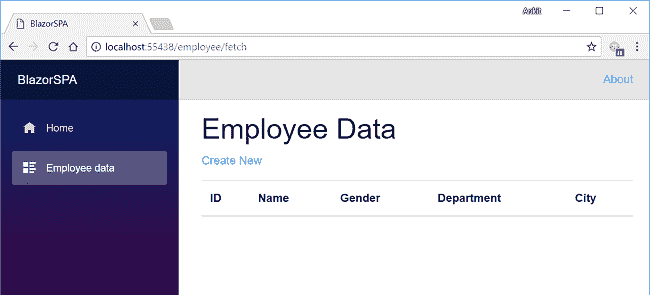 BlazorSPA
localhost:55438/employee/fetch
BlazorSPA
About
Home
Employee data
Employee Data
Create New
ID Name Gender Department City